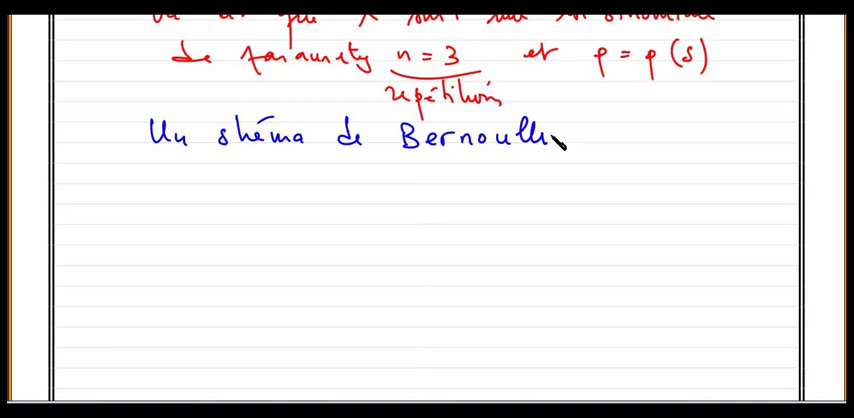 de paramètres n = 3 et p = p(S)
répétitions
Un shéma de Bernoulli